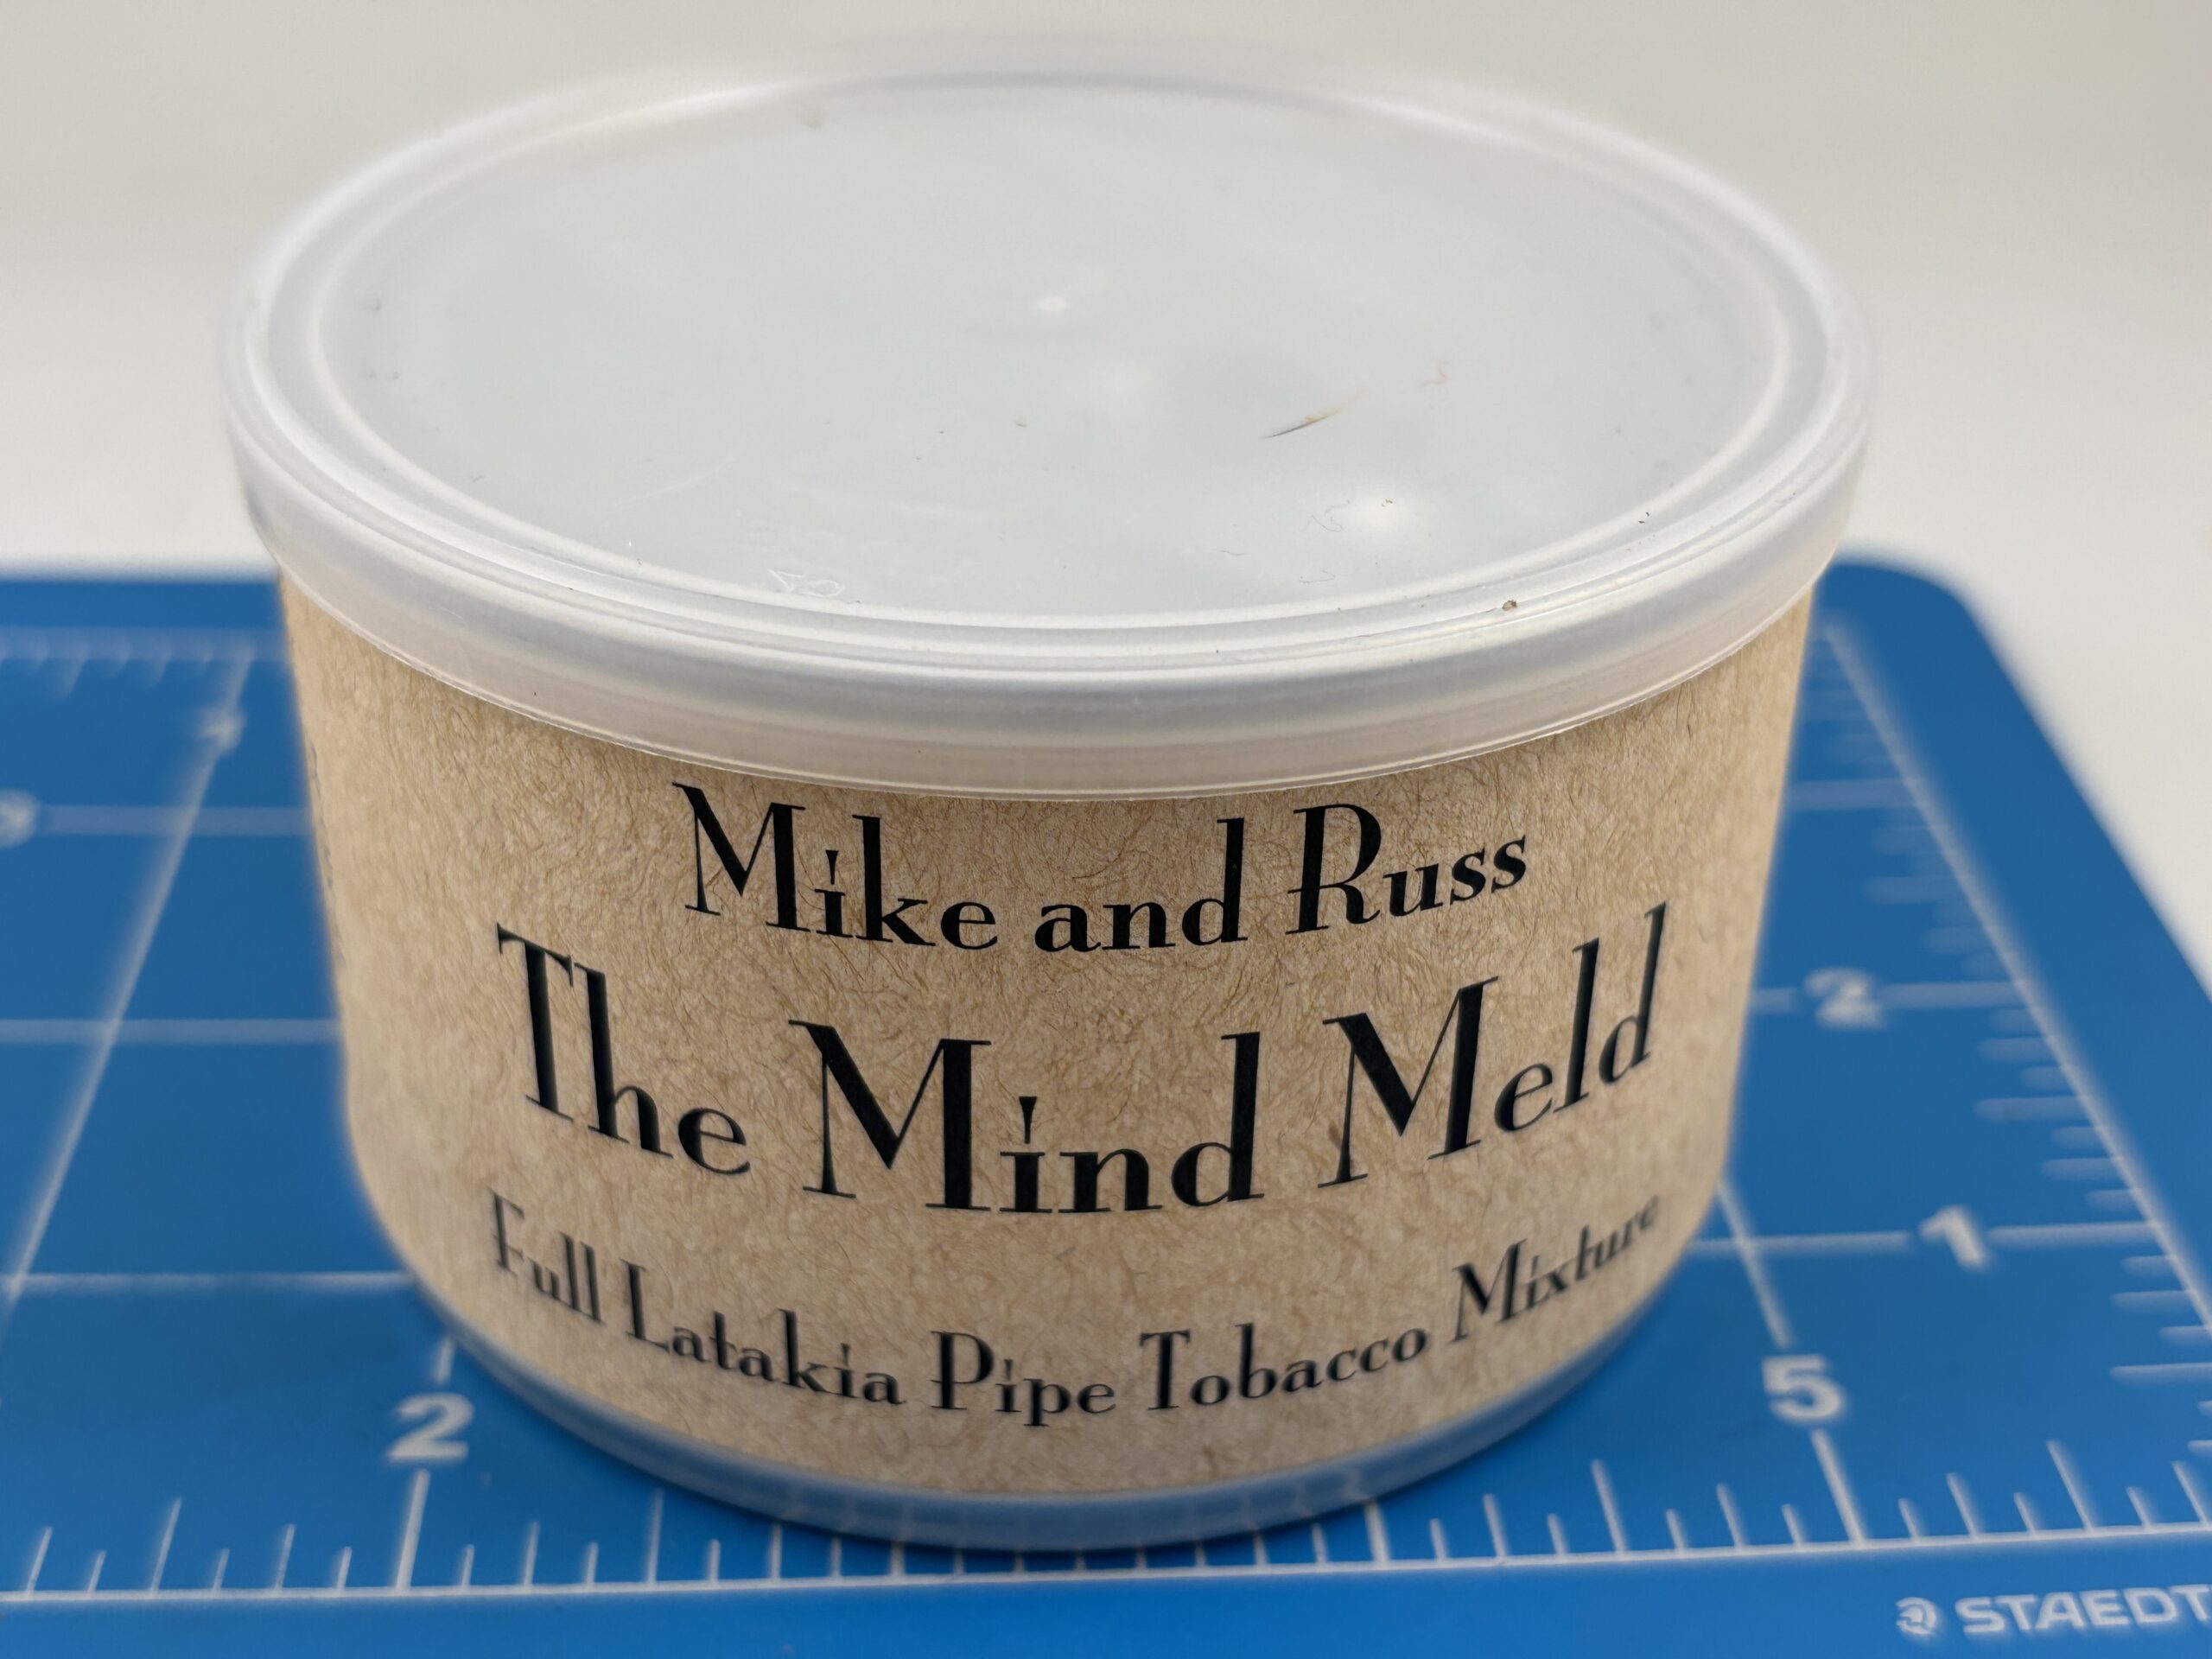 Mike and Russ
The Mind Meld
Full Latakia Pipe Tobacco Mixture
2
1
2
5
STAEDT